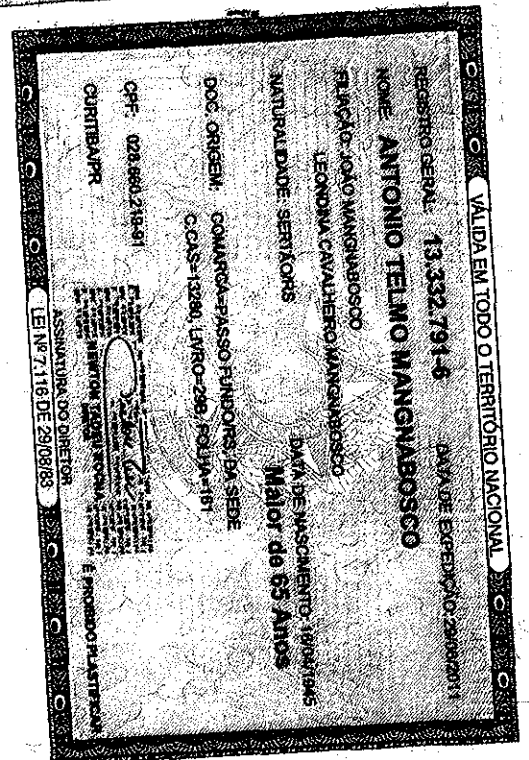 VÁLIDA EM TODO O TERRITÓRIO NACIONAL
REGISTRO GERAL: 13.332.791-6 DATA DE EXPEDIÇÃO:
NOME: ANTONIO TELMO MANGNABOSCO
FILIAÇÃO: JOÃO MANGNABOSCO
LEONDINA CAVALHEIRO MANGNABOSCO
NATURALIDADE: SERTÃO/RS DATA DE NASCIMENTO:
Maior de 65 Anos
DOC. ORIGEM: COMARCA=PASSO FUNDO/RS, DA SEDE
C.CAS=13280, LIVRO=29B, FOLHA=181
CPF:
CURITIBA/PR
ASSINATURA DO DIRETOR
É PROIBIDO PLASTIFICAR
LEI Nº 7.116 DE 29/08/83